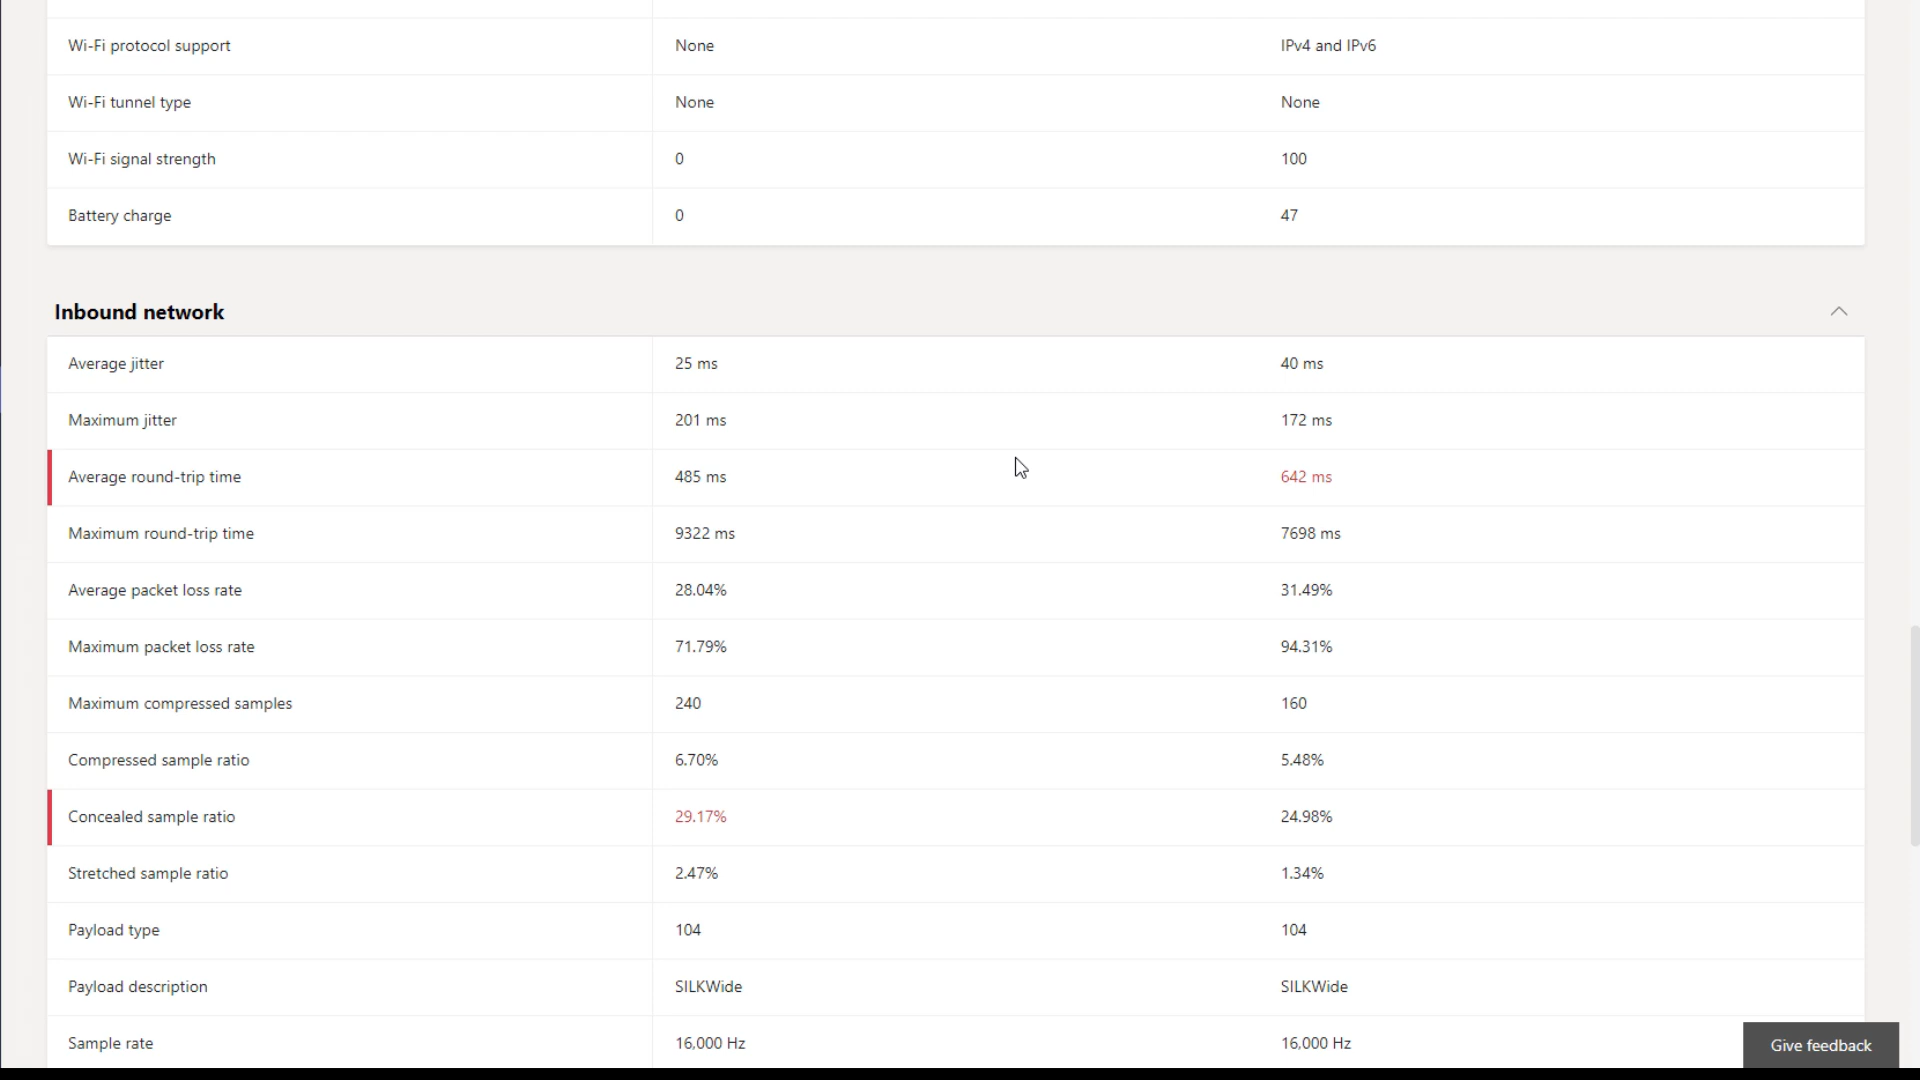 Wi-Fi protocol support None IPv4 and IPv6
Wi-Fi tunnel type None None
Wi-Fi signal strength 0 100
Battery charge 0 47
Inbound network
Average jitter 25 ms 40 ms
Maximum jitter 201 ms 172 ms
Average round-trip time 485 ms 642 ms
Maximum round-trip time 9322 ms 7698 ms
Average packet loss rate 28.04% 31.49%
Maximum packet loss rate 71.79% 94.31%
Maximum compressed samples 240 160
Compressed sample ratio 6.70% 5.48%
Concealed sample ratio 29.17% 24.98%
Stretched sample ratio 2.47% 1.34%
Payload type 104 104
Payload description SILKWide SILKWide
Sample rate 16,000 Hz 16,000 Hz
Give feedback